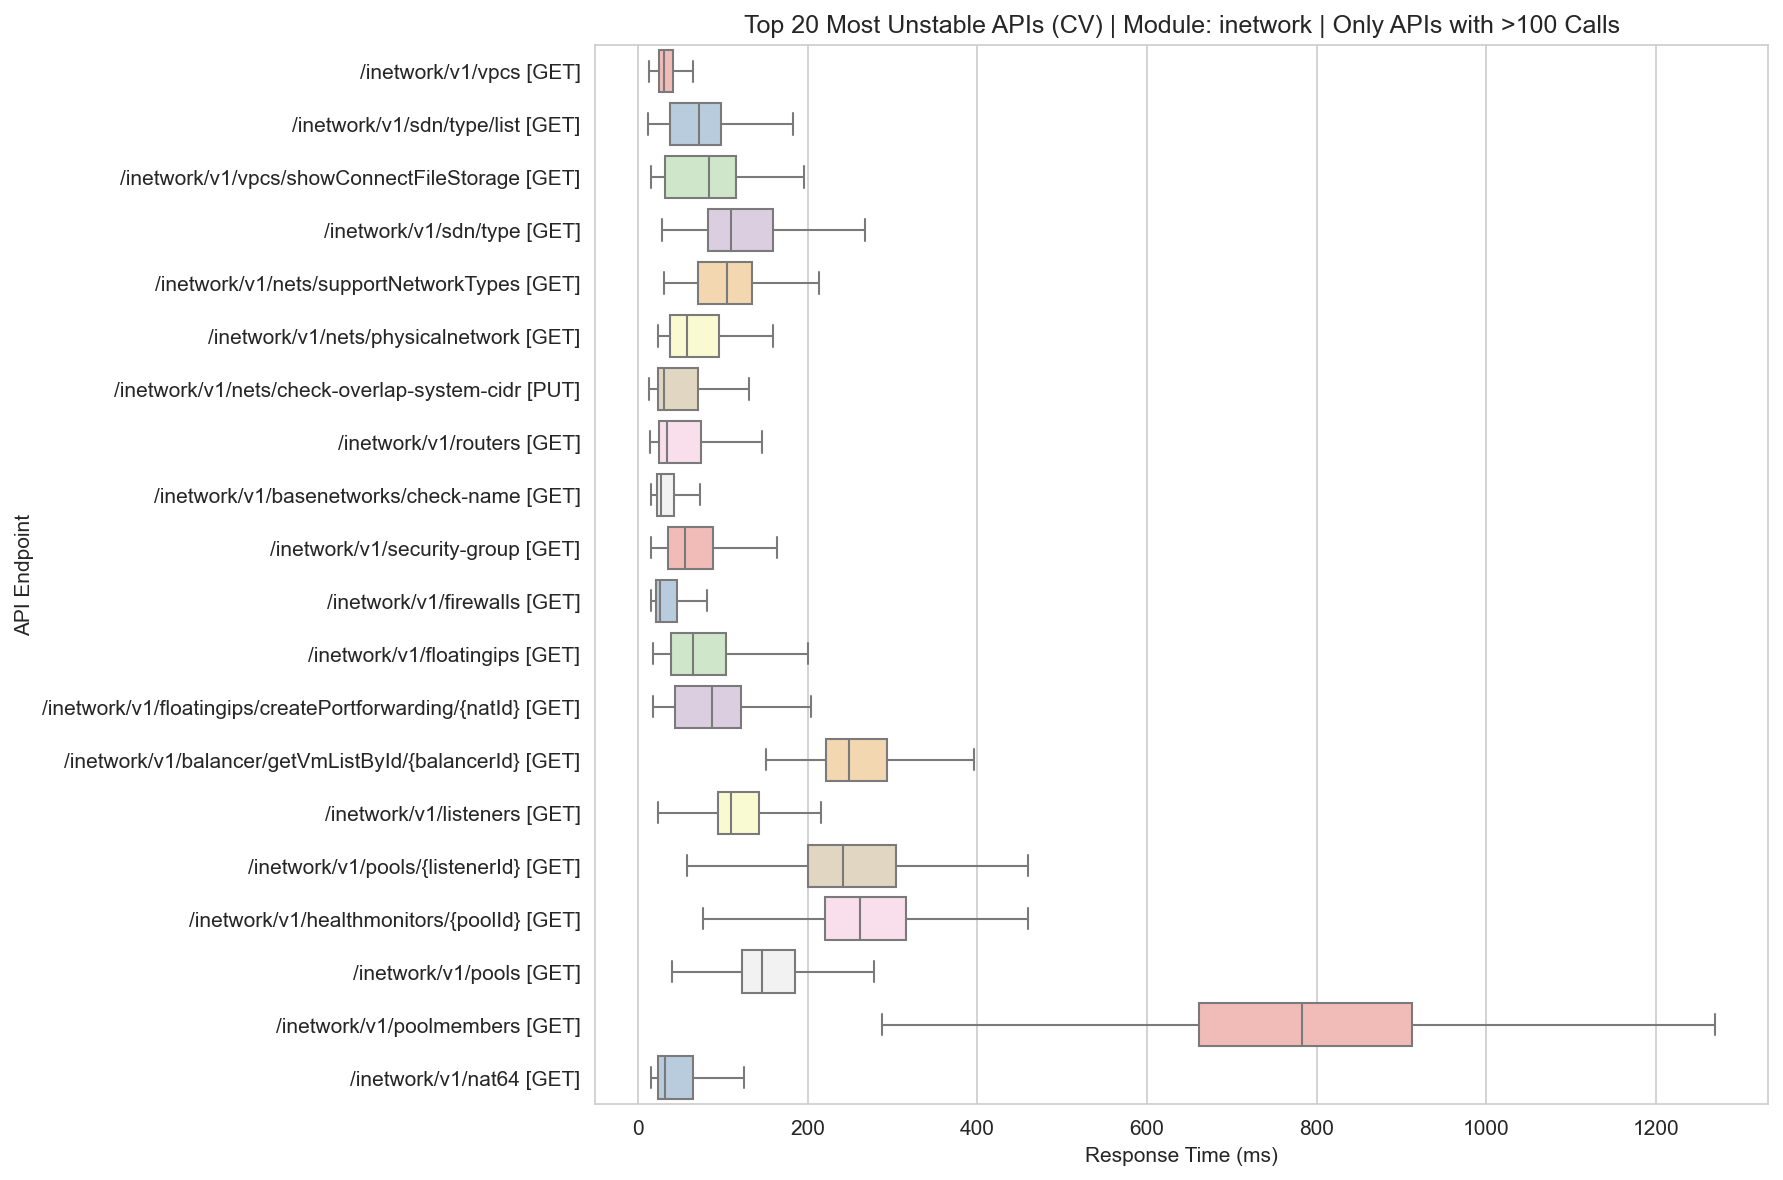 Top 20 Most Unstable APIs (CV) | Module: inetwork | Only APIs with >100 Calls
API Endpoint
/inetwork/v1/vpcs [GET]
/inetwork/v1/sdn/type/list [GET]
/inetwork/v1/vpcs/showConnectFileStorage [GET]
/inetwork/v1/sdn/type [GET]
/inetwork/v1/nets/supportNetworkTypes [GET]
/inetwork/v1/nets/physicalnetwork [GET]
/inetwork/v1/nets/check-overlap-system-cidr [PUT]
/inetwork/v1/routers [GET]
/inetwork/v1/basenetworks/check-name [GET]
/inetwork/v1/security-group [GET]
/inetwork/v1/firewalls [GET]
/inetwork/v1/floatingips [GET]
/inetwork/v1/floatingips/createPortforwarding/{natId} [GET]
/inetwork/v1/balancer/getVmListById/{balancerId} [GET]
/inetwork/v1/listeners [GET]
/inetwork/v1/pools/{listenerId} [GET]
/inetwork/v1/healthmonitors/{poolId} [GET]
/inetwork/v1/pools [GET]
/inetwork/v1/poolmembers [GET]
/inetwork/v1/nat64 [GET]
0 200 400 600 800 1000 1200
Response Time (ms)